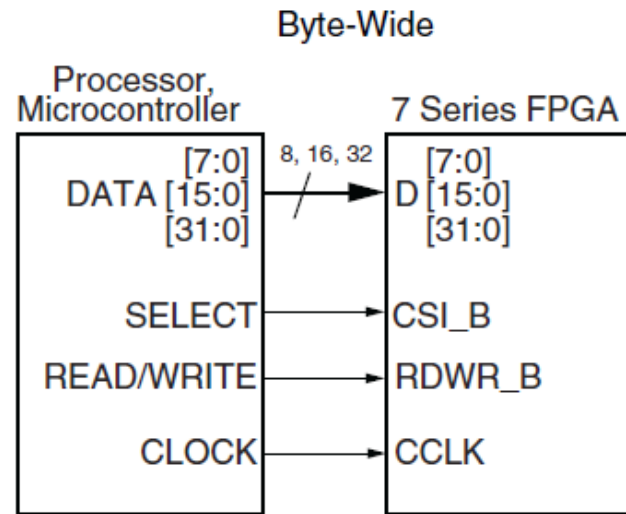 Byte-Wide
Processor,
Microcontroller
7 Series FPGA
[7:0]
DATA [15:0]
[31:0]
8, 16, 32
[7:0]
D [15:0]
[31:0]
SELECT
CSI_B
READ/WRITE
RDWR_B
CLOCK
CCLK